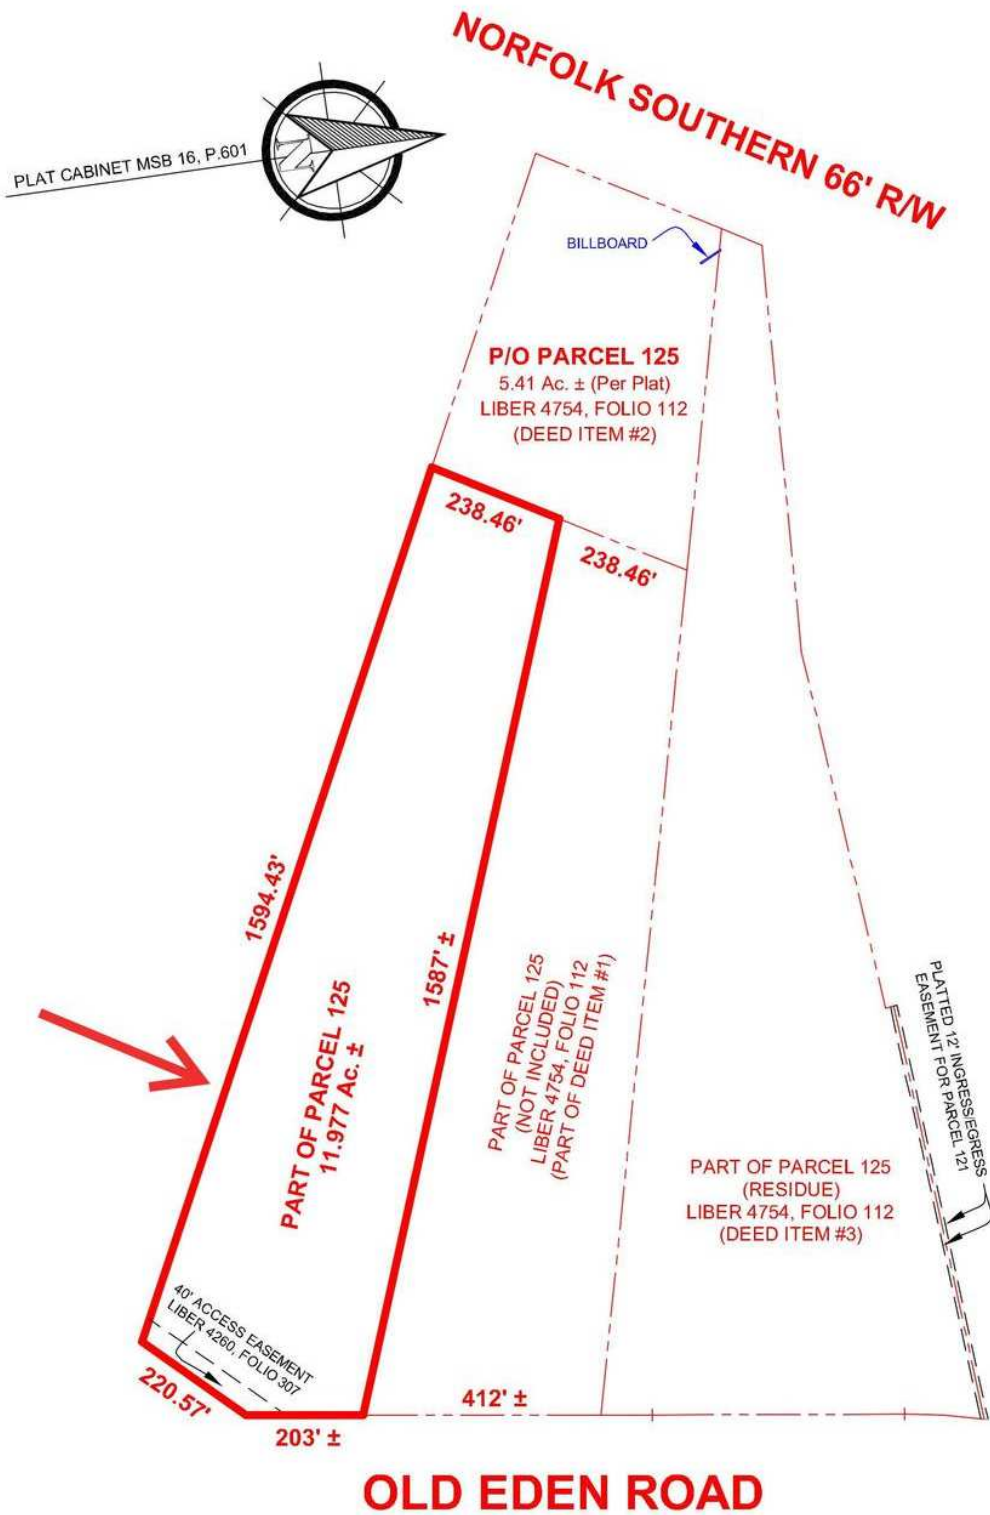 NORFOLK SOUTHERN 66' R/W
PLAT CABINET MSB 16, P.601
N
BILLBOARD
P/O PARCEL 125
5.41 Ac. ± (Per Plat)
LIBER 4754, FOLIO 112
(DEED ITEM #2)
238.46'
238.46'
1594.43'
1587' ±
PART OF PARCEL 125
11.977 Ac. ±
PART OF PARCEL 125
(NOT INCLUDED)
LIBER 4754, FOLIO 112
(PART OF DEED ITEM #1)
PLATTED 12' INGRESS/EGRESS
EASEMENT FOR PARCEL 121
PART OF PARCEL 125
(RESIDUE)
LIBER 4754, FOLIO 112
(DEED ITEM #3)
40' ACCESS EASEMENT
LIBER 4260, FOLIO 307
220.57'
412' ±
203' ±
OLD EDEN ROAD